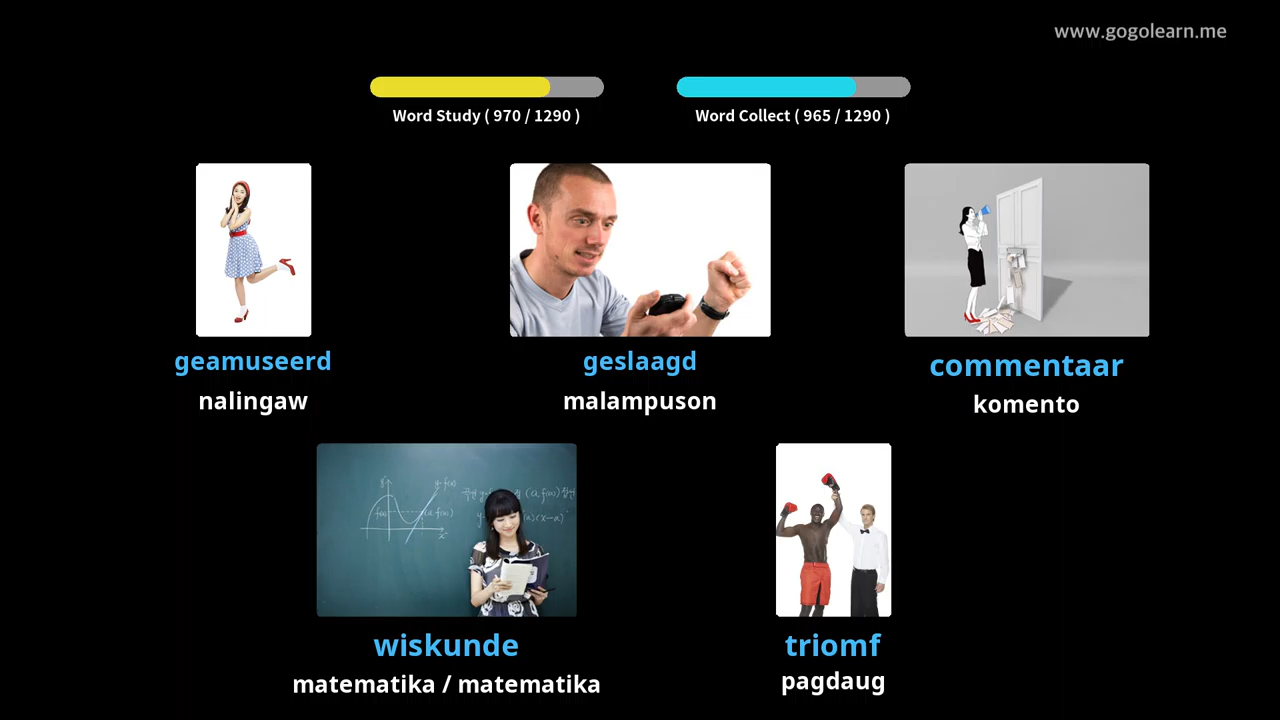 www.gogolearn.me
Word Study ( 970 / 1290 )
Word Collect ( 965 / 1290 )
geamuseerd
nalingaw
geslaagd
malampuson
commentaar
komento
wiskunde
matematika / matematika
triomf
pagdaug